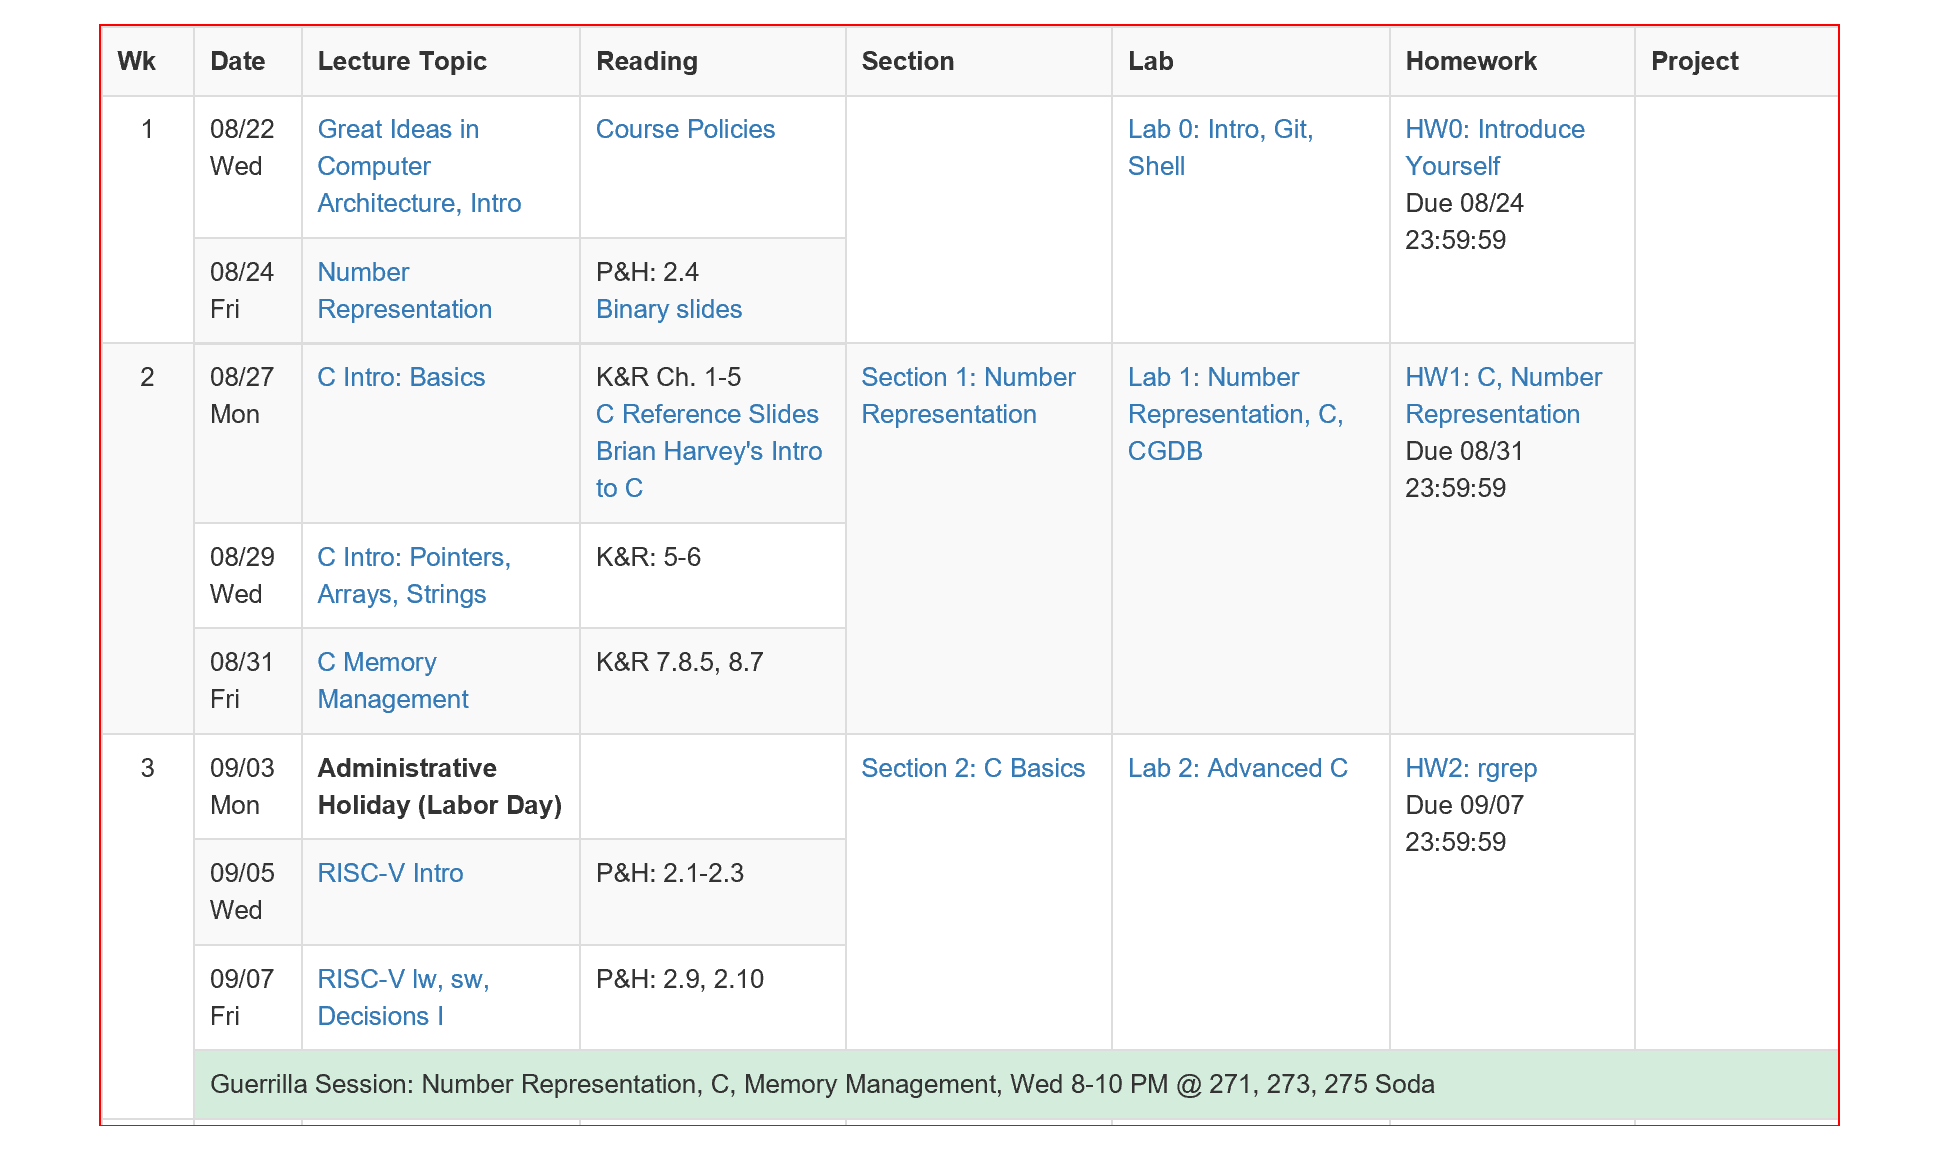 Wk Date Lecture Topic Reading Section Lab Homework Project
1
08/22
Wed
Great Ideas in
Computer
Architecture, Intro
Course Policies
Lab 0: Intro, Git,
Shell
HW0: Introduce
Yourself
Due 08/24
23:59:59
08/24
Fri
Number
Representation
P&H: 2.4
Binary slides
2
08/27
Mon
C Intro: Basics
K&R Ch. 1-5
C Reference Slides
Brian Harvey's Intro
to C
Section 1: Number
Representation
Lab 1: Number
Representation, C,
CGDB
HW1: C, Number
Representation
Due 08/31
23:59:59
08/29
Wed
C Intro: Pointers,
Arrays, Strings
K&R: 5-6
08/31
Fri
C Memory
Management
K&R 7.8.5, 8.7
3
09/03
Mon
Administrative
Holiday (Labor Day)
Section 2: C Basics
Lab 2: Advanced C
HW2: rgrep
Due 09/07
23:59:59
09/05
Wed
RISC-V Intro
P&H: 2.1-2.3
09/07
Fri
RISC-V lw, sw,
Decisions I
P&H: 2.9, 2.10
Guerrilla Session: Number Representation, C, Memory Management, Wed 8-10 PM @ 271, 273, 275 Soda